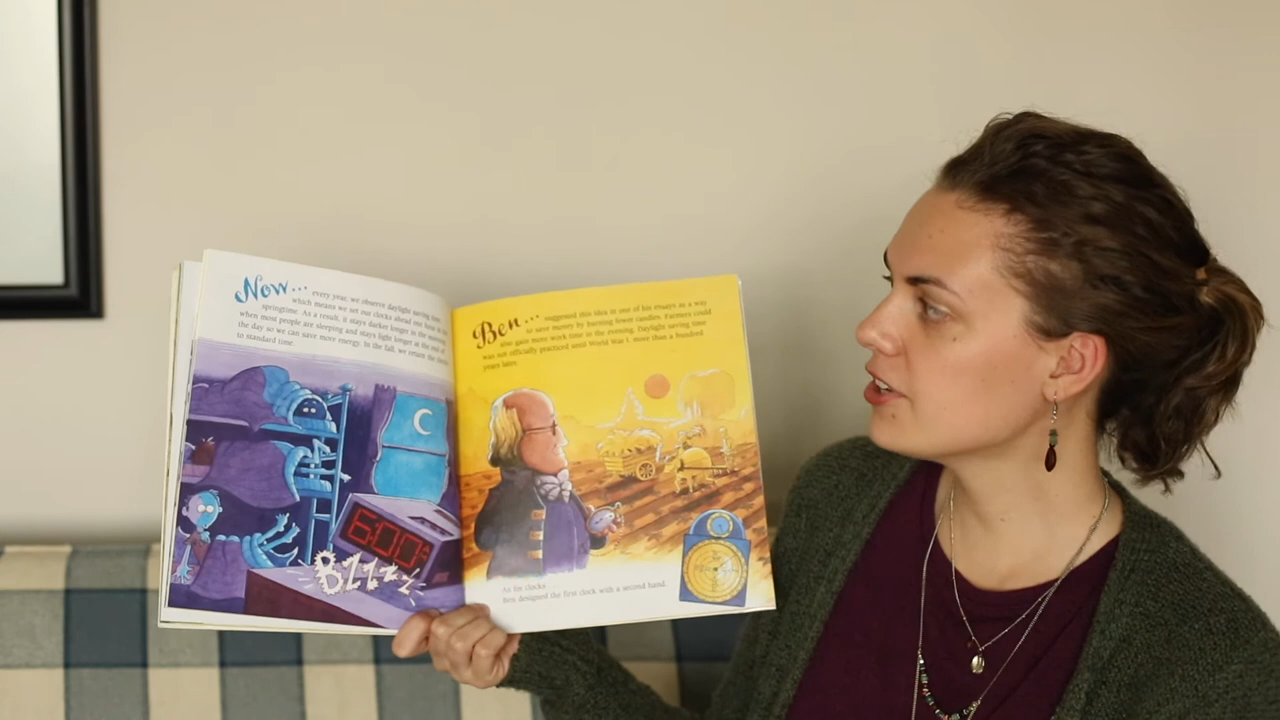 Now... every year, we observe daylight saving time,
which means we set our clocks ahead one hour in the
springtime. As a result, it stays darker longer in the morning
when most people are sleeping and stays light longer at the end of
the day so we can save more energy. In the fall, we return the clocks
to standard time.
6:00
BZZZZ
Ben... suggested this idea in one of his essays as a way
to save money by burning fewer candles. Farmers could
also gain more work time in the evening. Daylight saving time
was not officially practiced until World War I, more than a hundred
years later.
As for clocks
Ben designed the first clock with a second hand.